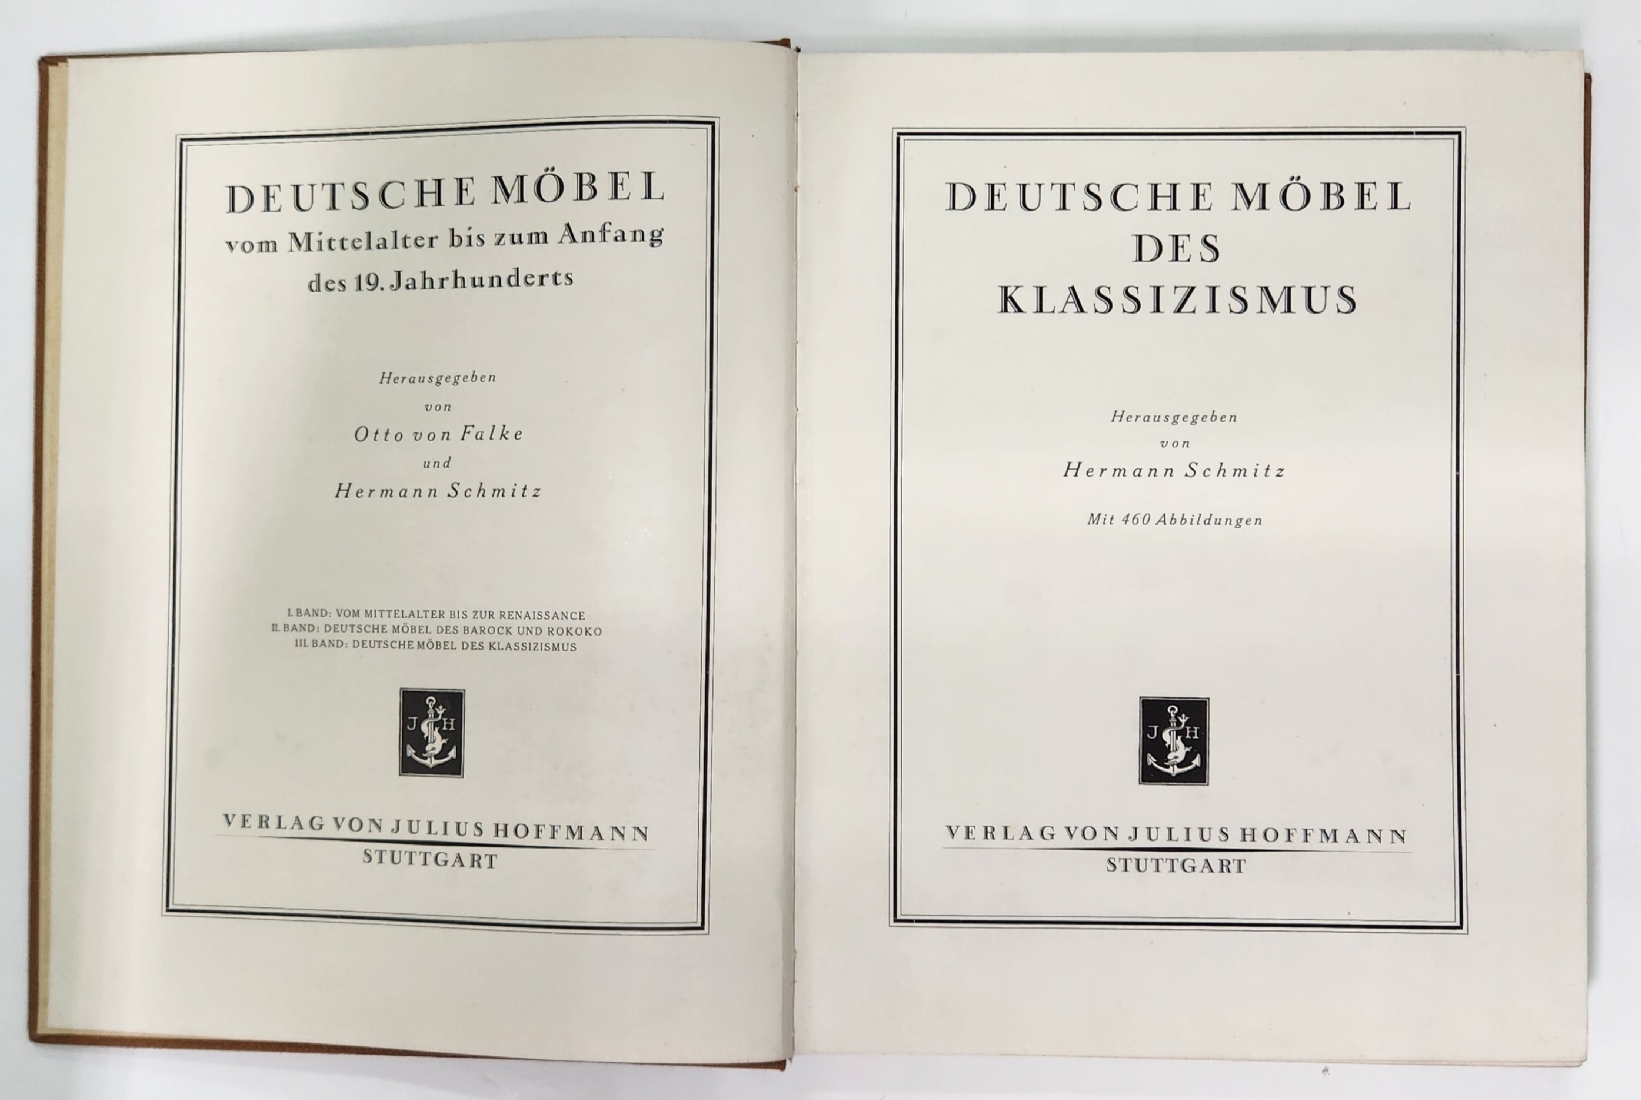 DEUTSCHE MÖBEL
vom Mittelalter bis zum Anfang
des 19. Jahrhunderts
Herausgegeben
von
Otto von Falke
und
Hermann Schmitz
I. BAND: VOM MITTELALTER BIS ZUR RENAISSANCE
II. BAND: DEUTSCHE MÖBEL DES BAROCK UND ROKOKO
III. BAND: DEUTSCHE MÖBEL DES KLASSIZISMUS
J H
VERLAG VON JULIUS HOFFMANN
STUTTGART
DEUTSCHE MÖBEL
DES
KLASSIZISMUS
Herausgegeben
von
Hermann Schmitz
Mit 460 Abbildungen
J H
VERLAG VON JULIUS HOFFMANN
STUTTGART